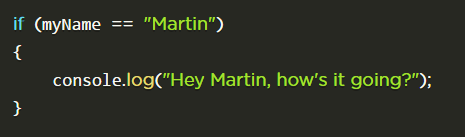 if (myName == "Martin")
{
    console.log("Hey Martin, how's it going?");
}